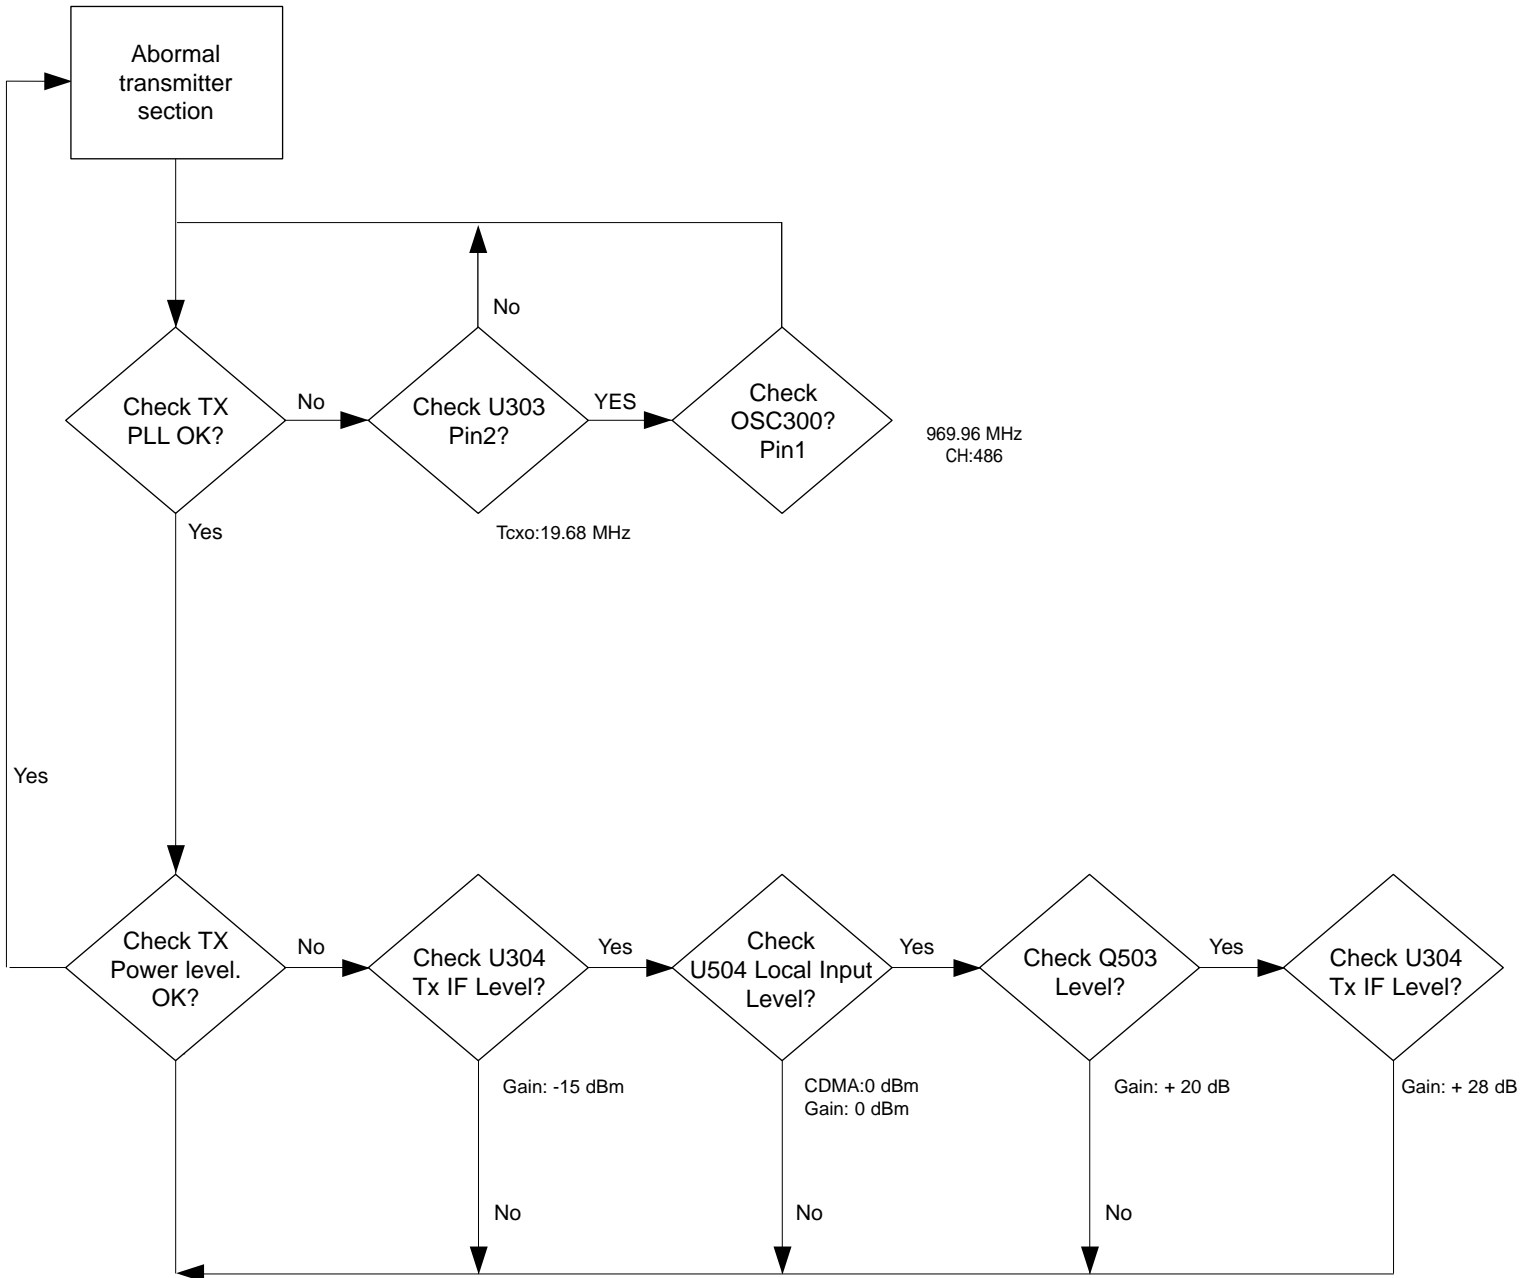 Abormal
transmitter
section
No
Check TX
PLL OK?
No
Check U303
Pin2?
YES
Check
OSC300?
Pin1
969.96 MHz
CH:486
Yes
Tcxo:19.68 MHz
Yes
Check TX
Power level.
OK?
No
Check U304
Tx IF Level?
Yes
Check
U504 Local Input
Level?
Yes
Check Q503
Level?
Yes
Check U304
Tx IF Level?
Gain: -15 dBm
CDMA:0 dBm
Gain: 0 dBm
Gain: + 20 dB
Gain: + 28 dB
No
No
No